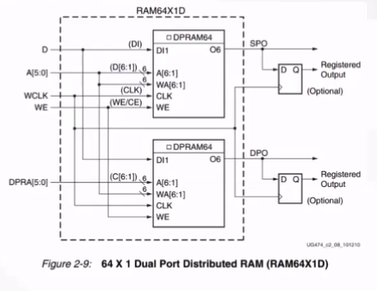 RAM64X1D
DPRAM64
D
(DI)
DI1
O6
SPO
A[5:0]
(D[6:1])
6
A[6:1]
6
WA[6:1]
D Q
Registered
Output
WCLK
(CLK)
CLK
(Optional)
WE
(WE/CE)
WE
DPRAM64
DI1
O6
DPO
DPRA[5:0]
(C[6:1])
6
A[6:1]
6
WA[6:1]
D Q
Registered
Output
CLK
(Optional)
WE
UG474_c2_08_101210
Figure 2-9: 64 X 1 Dual Port Distributed RAM (RAM64X1D)